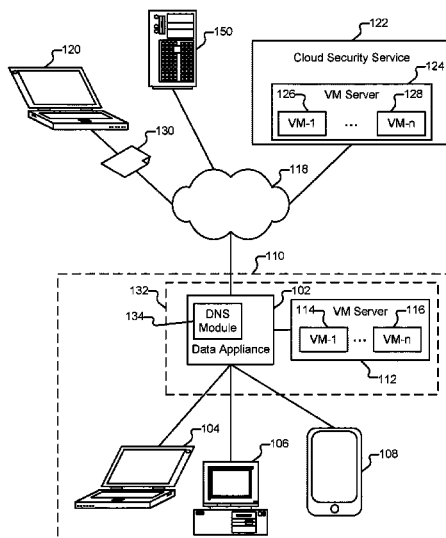 122
150
120
Cloud Security Service
124
VM Server
126
128
VM-1 ... VM-n
130
118
110
132
102
134
DNS
Module
Data Appliance
VM Server
114
116
VM-1 ... VM-n
112
104
106
108